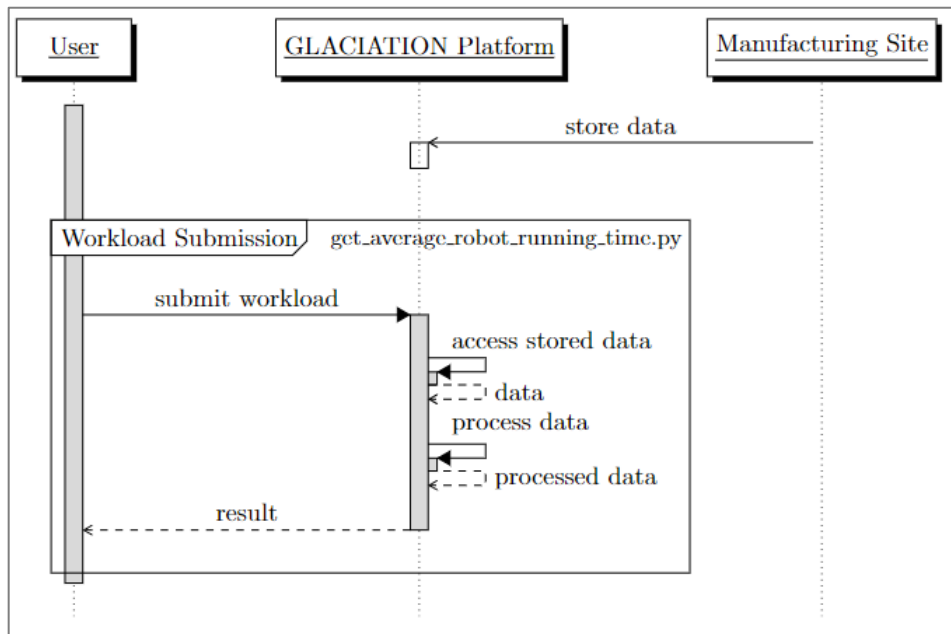 User
GLACIATION Platform
Manufacturing Site
store data
Workload Submission
get_average_robot_running_time.py
submit workload
access stored data
data
process data
processed data
result